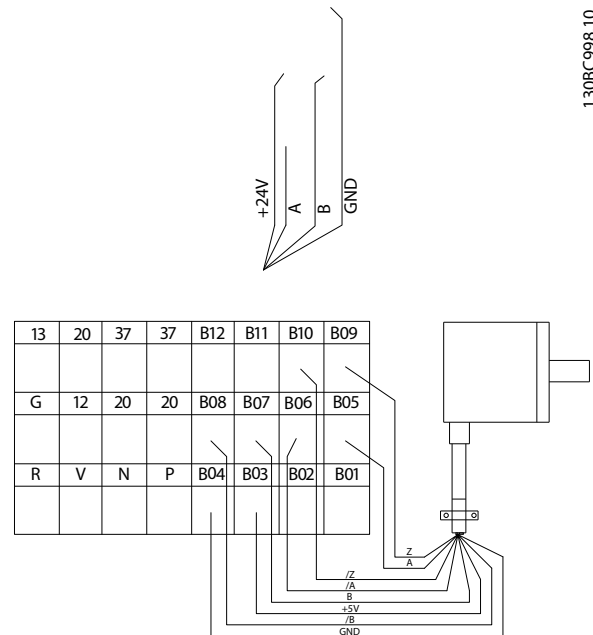 130BC998.10
+24V
A
B
GND
13 20 37 37 B12 B11 B10 B09
G 12 20 20 B08 B07 B06 B05
R V N P B04 B03 B02 B01
Z
A
/Z
/A
B
+5V
/B
GND